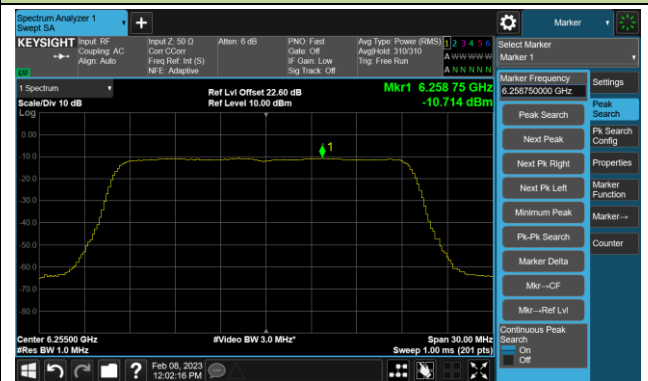 Spectrum Analyzer 1
Swept SA
Marker
KEYSIGHT
Input: RF
Coupling: AC
Align: Auto
Input Z: 50 Ω
Corr CCorr
Freq Ref: Int (S)
NFE: Adaptive
Atten: 6 dB
PNO: Fast
Gate: Off
IF Gain: Low
Sig Track: Off
Avg Type: Power (RMS)
Avg|Hold: 310/310
Trig: Free Run
1 2 3 4 5 6
A W W W W W
A N N N N N
LW
Select Marker
Marker 1
1 Spectrum
Scale/Div 10 dB
Log
Ref Lvl Offset 22.60 dB
Ref Level 10.00 dBm
Mkr1 6.258 75 GHz
-10.714 dBm
1
0.00
-10.0
-20.0
-30.0
-40.0
-50.0
-60.0
-70.0
-80.0
Center 6.25500 GHz
#Res BW 1.0 MHz
#Video BW 3.0 MHz*
Span 30.00 MHz
Sweep 1.00 ms (201 pts)
Marker Frequency
6.258750000 GHz
Peak Search
Next Peak
Next Pk Right
Next Pk Left
Minimum Peak
Pk-Pk Search
Marker Delta
Mkr→CF
Mkr→Ref Lvl
Continuous Peak
Search
On
Off
Settings
Peak
Search
Pk Search
Config
Properties
Marker
Function
Marker→
Counter
?
Feb 08, 2023
12:02:16 PM